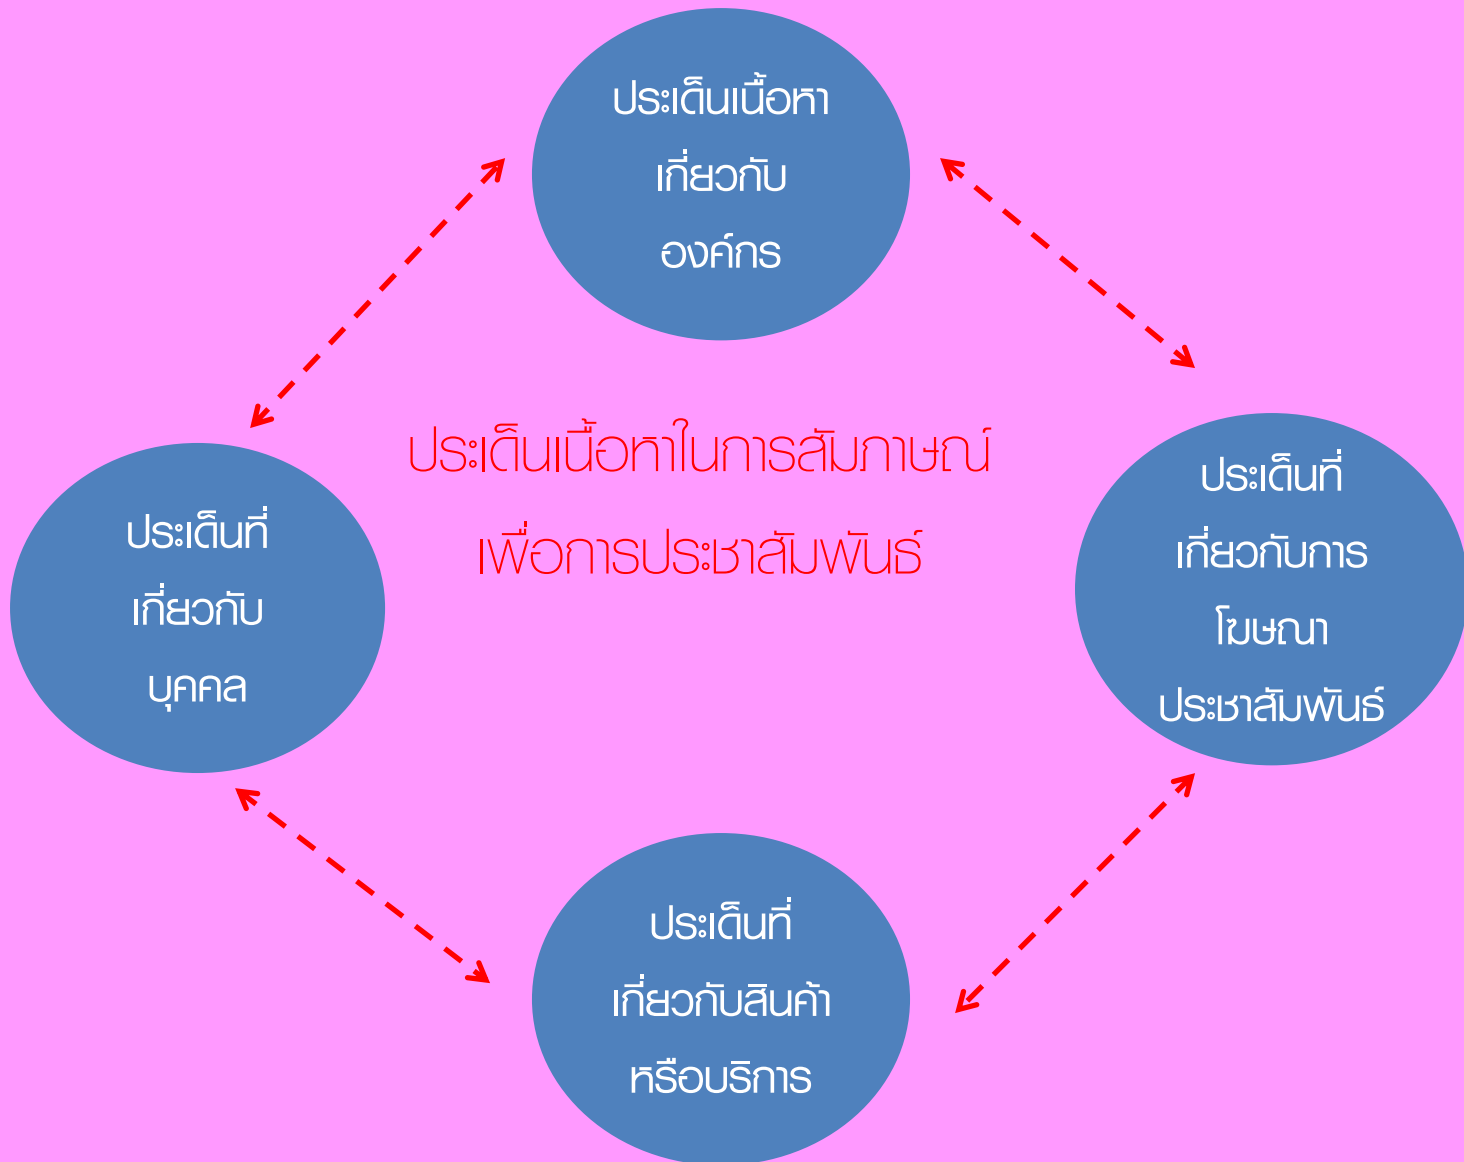 ประเด็นเนื้อหา
เกี่ยวกับ
องค์กร
ประเด็นเนื้อหาในการสัมภาษณ์
เพื่อการประชาสัมพันธ์
ประเด็นที่
เกี่ยวกับ
บุคคล
ประเด็นที่
เกี่ยวกับการ
โฆษณา
ประชาสัมพันธ์
ประเด็นที่
เกี่ยวกับสินค้า
หรือบริการ